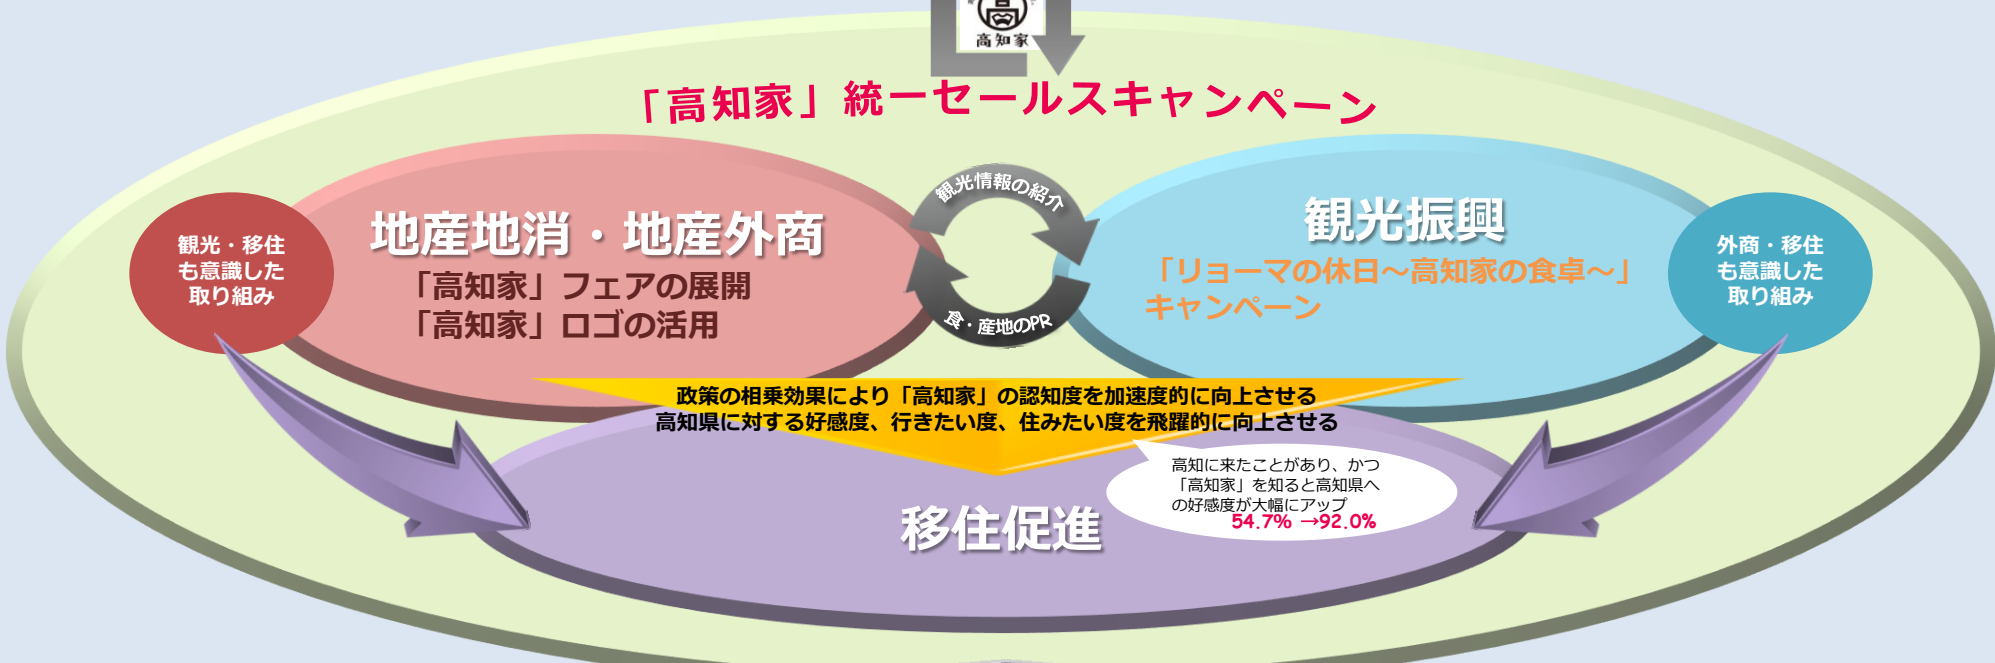 高知家
「高知家」統一セールスキャンペーン
観光情報の紹介
食・産地のPR
地産地消・地産外商
「高知家」フェアの展開
「高知家」ロゴの活用
観光・移住
も意識した
取り組み
観光振興
「リョーマの休日～高知家の食卓～」
キャンペーン
外商・移住
も意識した
取り組み
政策の相乗効果により「高知家」の認知度を加速度的に向上させる
高知県に対する好感度、行きたい度、住みたい度を飛躍的に向上させる
高知に来たことがあり、かつ
「高知家」を知ると高知県へ
の好感度が大幅にアップ
54.7% →92.0%
移住促進